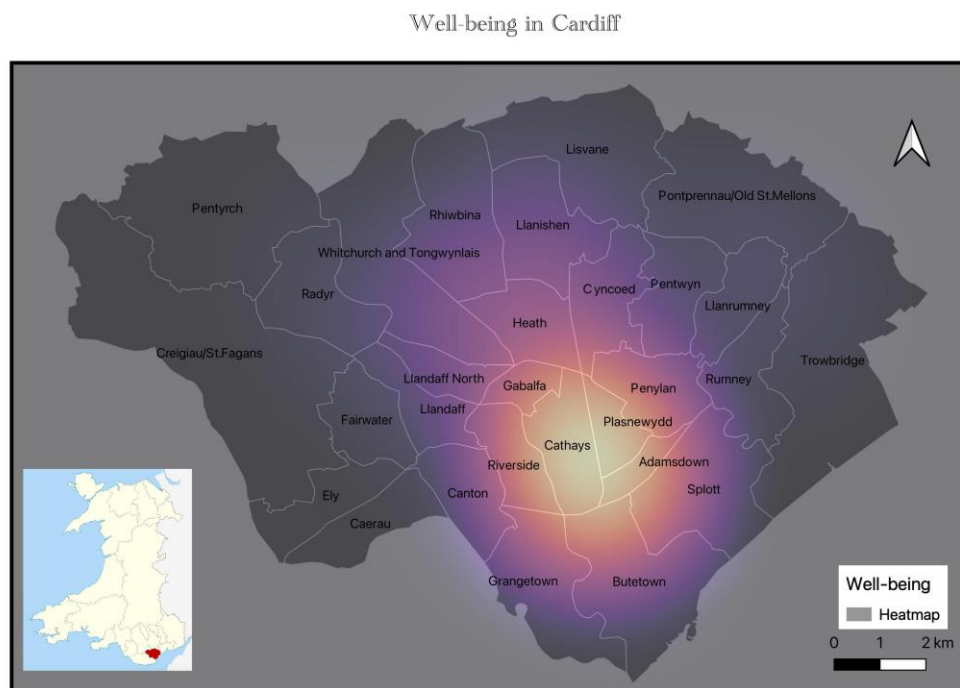 Well-being in Cardiff
Lisvane
Pentyrch
Pontprennau/Old St.Mellons
Rhiwbina
Llanishen
Whitchurch and Tongwynlais
Cyncoed
Pentwyn
Radyr
Llanrumney
Heath
Creigiau/St.Fagans
Trowbridge
Llandaff North
Gabalfa
Penylan
Rumney
Llandaff
Fairwater
Plasnewydd
Cathays
Riverside
Adamsdown
Canton
Splott
Ely
Caerau
Grangetown
Butetown
Well-being
Heatmap
0 1 2 km